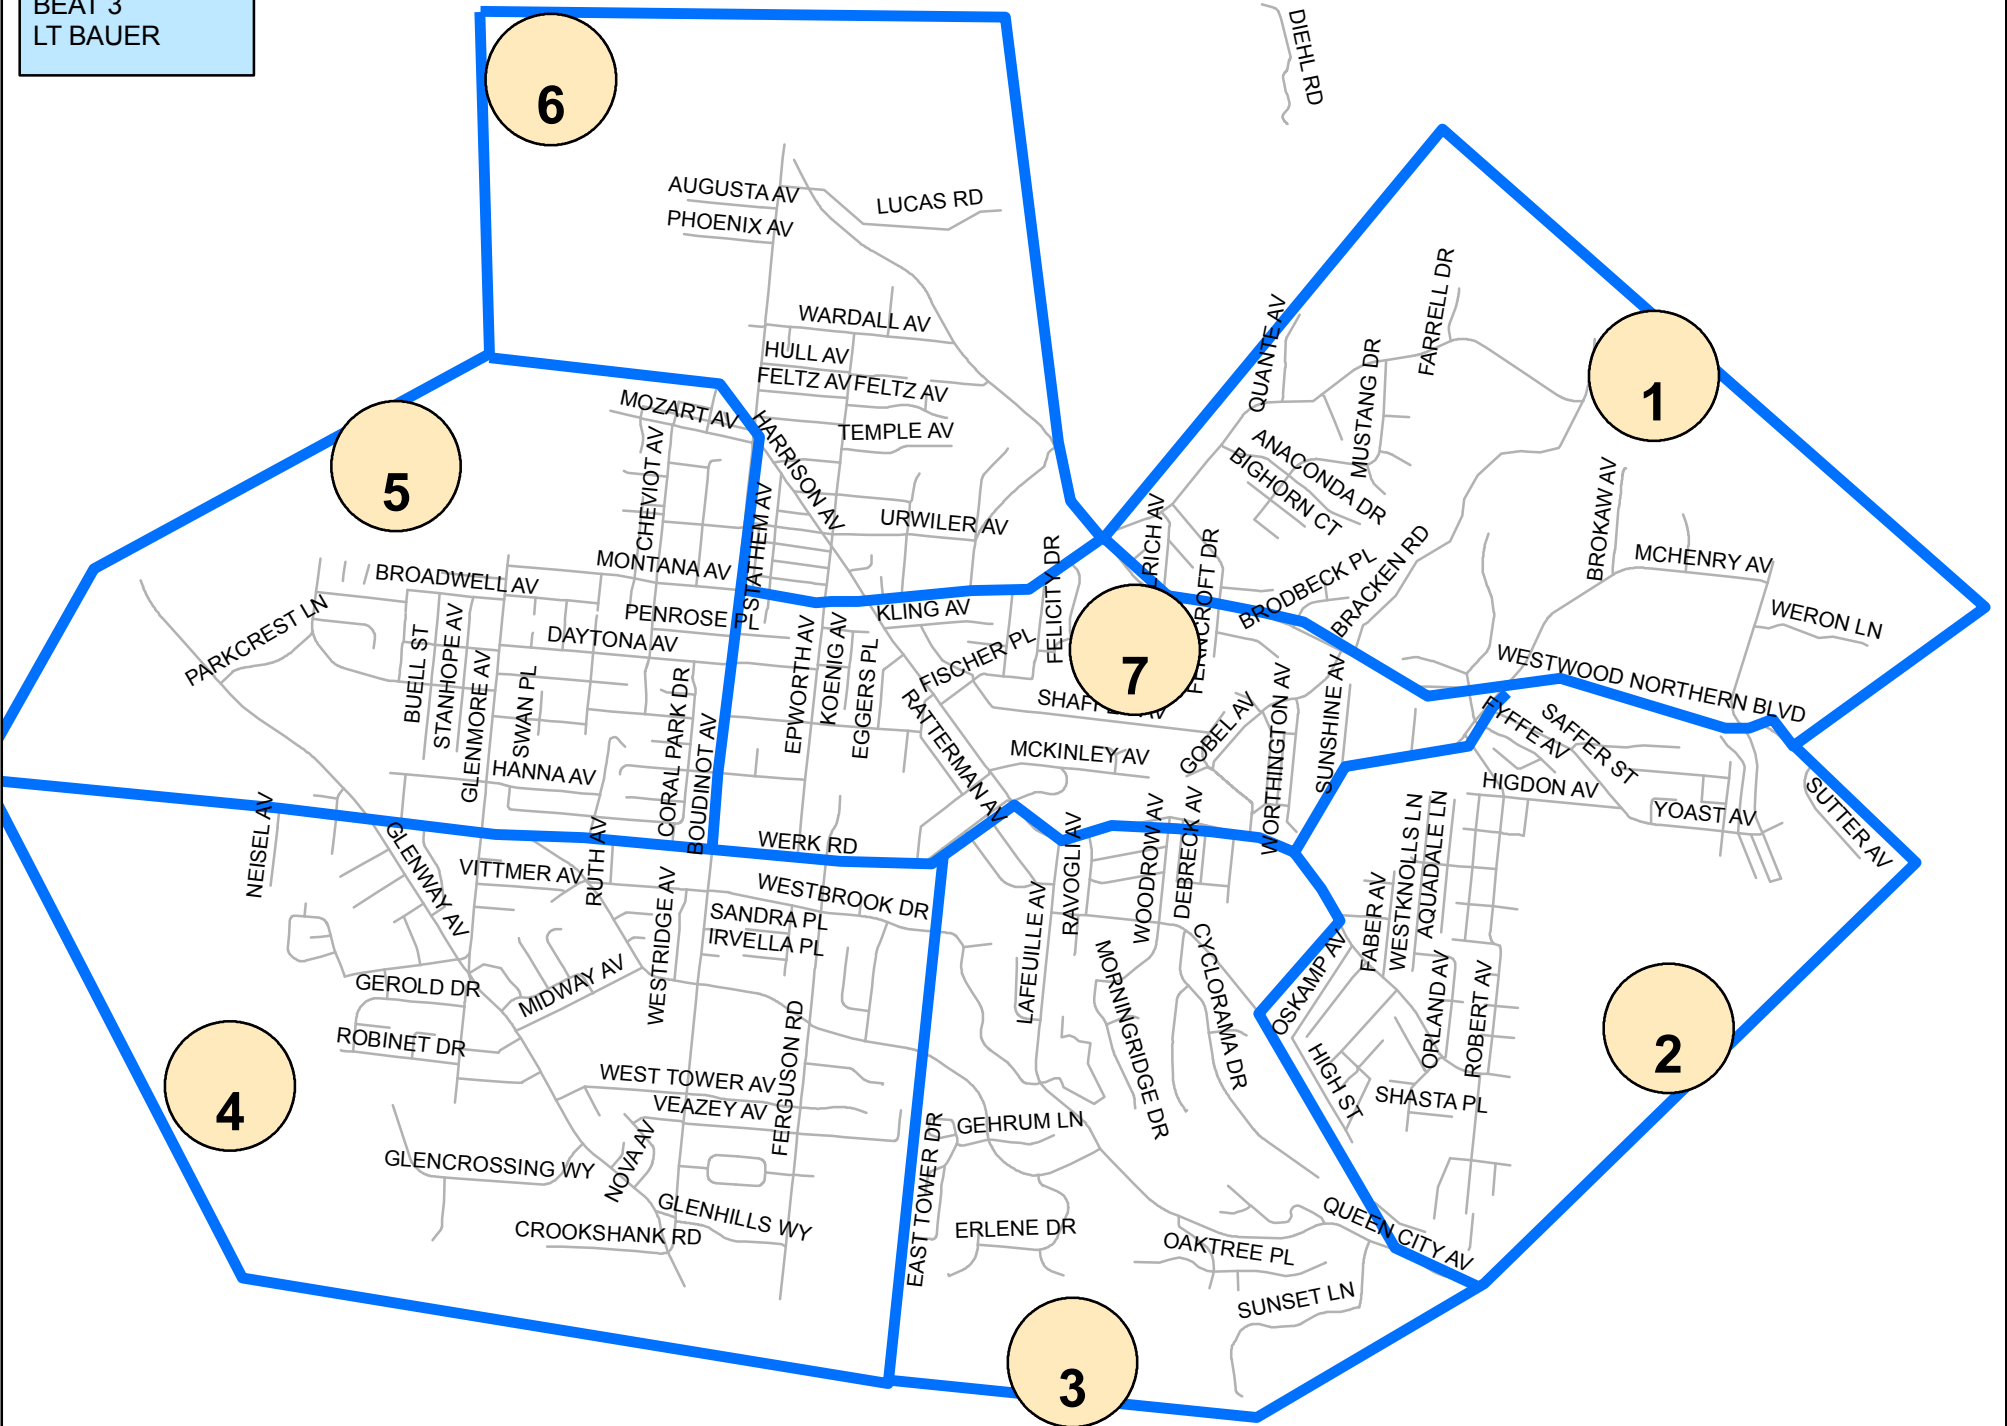 BEAT 3
LT BAUER
DIEHL RD
6
AUGUSTA AV
LUCAS RD
PHOENIX AV
WARDALL AV
HULL AV
FELTZ AV
FELTZ AV
QUANTE AV
FARRELL DR
MUSTANG DR
1
MOZART AV
HARRISON AV
TEMPLE AV
CHEVIOT AV
ANACONDA DR
BIGHORN CT
5
STATHEM AV
URWILER AV
BROKAW AV
MONTANA AV
BROADWELL AV
FELICITY DR
RICH AV
BRODBECK PL
BRACKEN RD
MCHENRY AV
PARKCREST LN
PENROSE PL
KLING AV
WERON LN
DAYTONA AV
BUELL ST
STANHOPE AV
GLENMORE AV
SWAN PL
CORAL PARK DR
BOUDINOT AV
EPWORTH AV
KOENIG AV
EGGERS PL
FISCHER PL
7
WESTWOOD NORTHERN BLVD
RATTERMAN AV
SHAFFER AV
MCKINLEY AV
GOBEL AV
WORTHINGTON AV
SUNSHINE AV
FYFFE AV
SAFFER ST
HANNA AV
HIGDON AV
YOAST AV
SUTTER AV
NEISEL AV
GLENWAY AV
RUTH AV
WERK RD
RAVOGLI AV
WOODROW AV
DEBRECK AV
WESTKNOLLS LN
AQUADALE LN
VITTMER AV
WESTRIDGE AV
WESTBROOK DR
SANDRA PL
IRVELLA PL
LAFEUILLE AV
FABER AV
MORNINGRIDGE DR
CYCLORAMA DR
OSKAMP AV
ORLAND AV
ROBERT AV
GEROLD DR
MIDWAY AV
ROBINET DR
2
4
WEST TOWER AV
VEAZEY AV
FERGUSON RD
HIGH ST
SHASTA PL
GEHRUM LN
EAST TOWER DR
GLENCROSSING WY
NOVA AV
GLENHILLS WY
CROOKSHANK RD
ERLENE DR
OAKTREE PL
QUEEN CITY AV
SUNSET LN
3